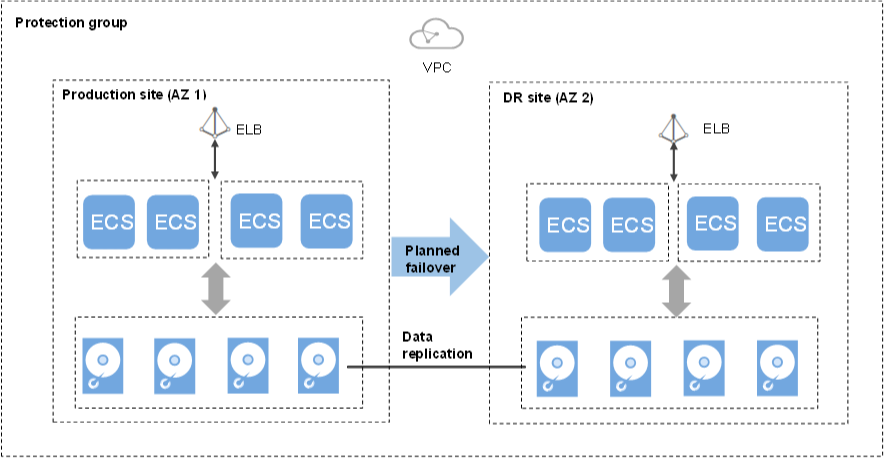 Protection group
VPC
Production site (AZ 1)
ELB
ECS ECS ECS ECS
DR site (AZ 2)
ELB
ECS ECS ECS ECS
Planned
failover
Data
replication